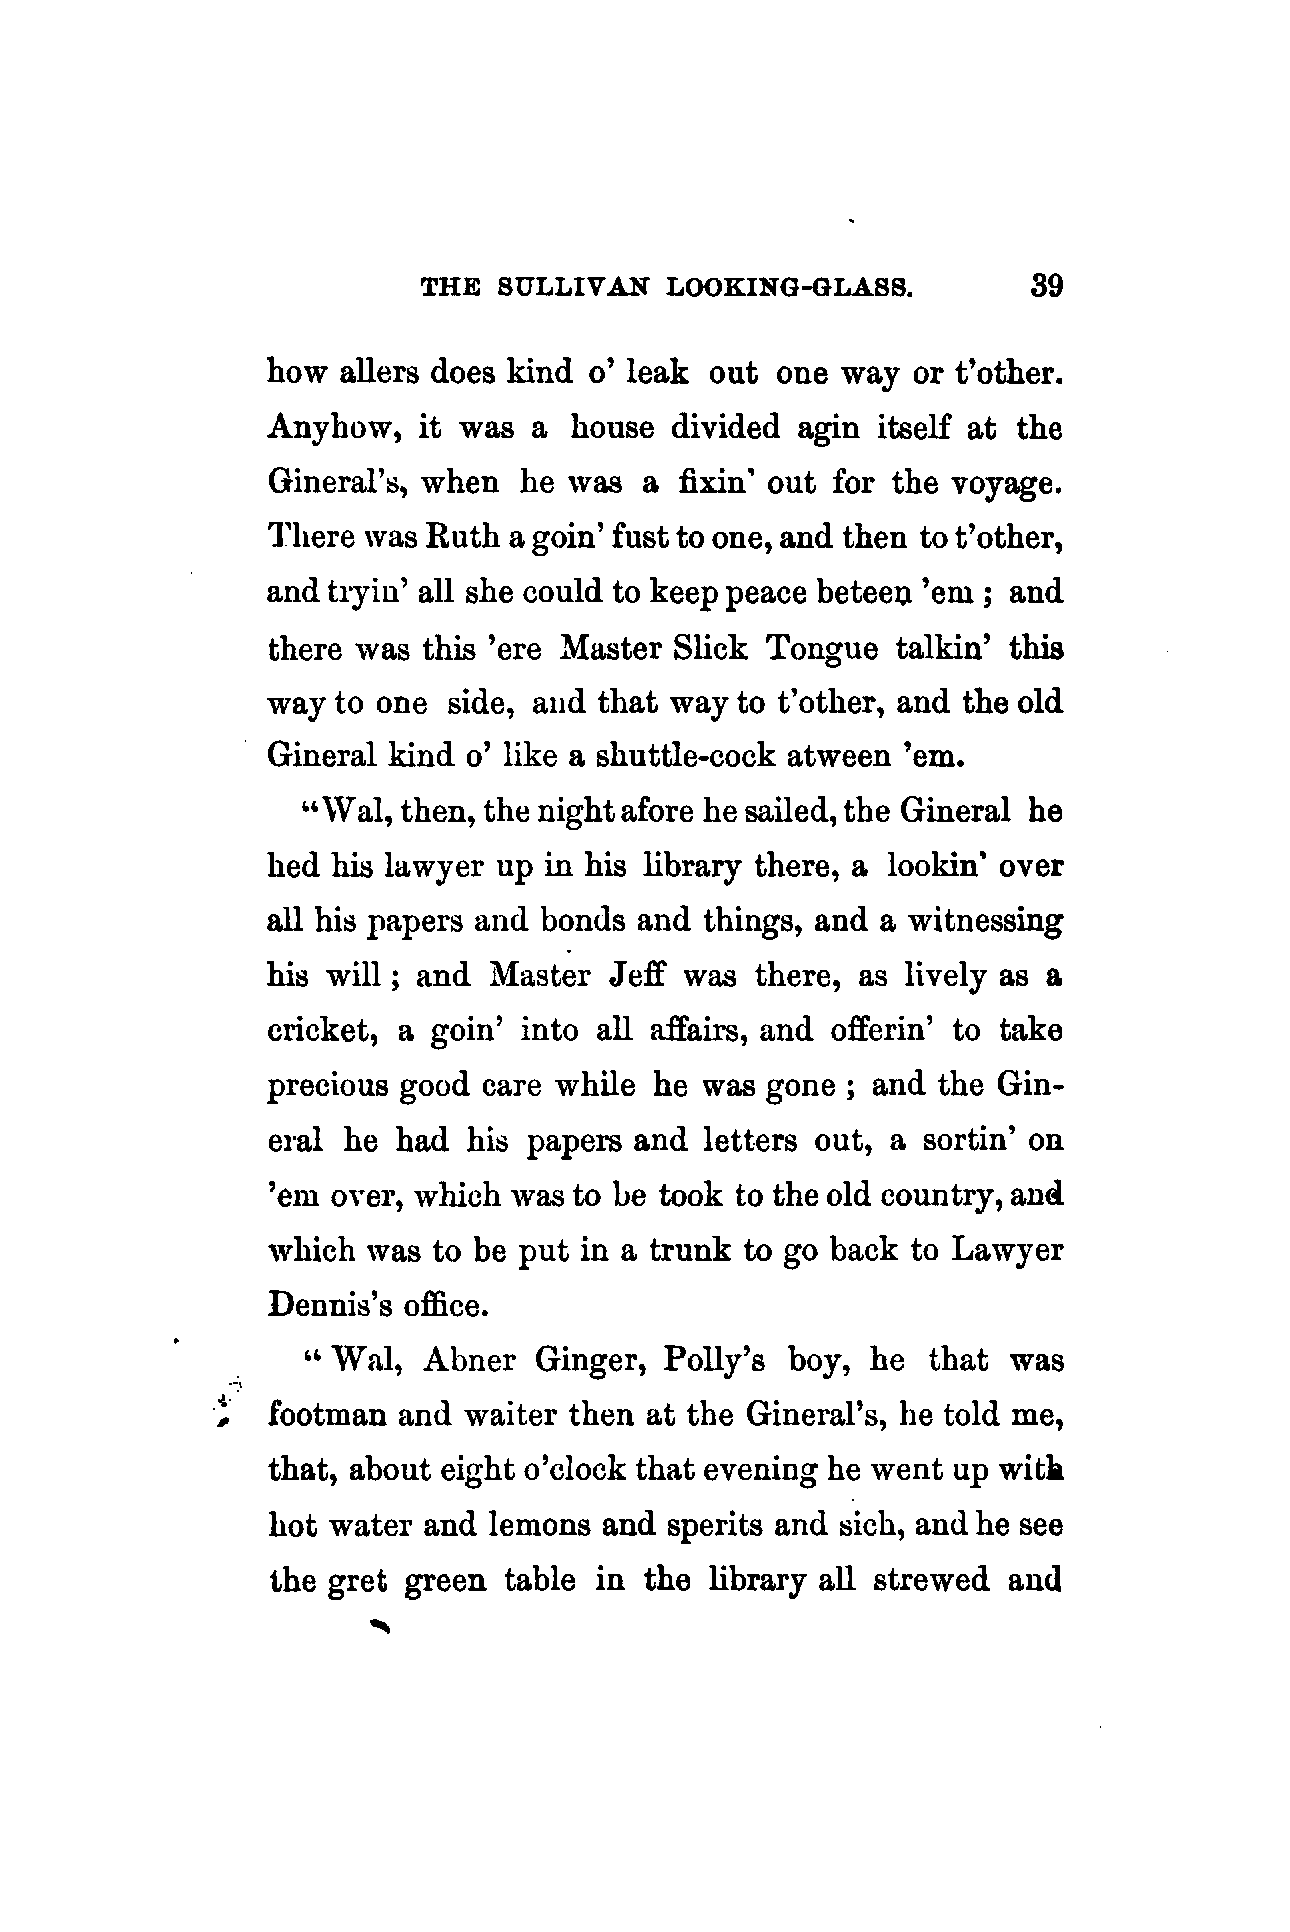 THE SULLIVAN LOOKING-GLASS. 39
how allers does kind o' leak out one way or t'other.
Anyhow, it was a house divided agin itself at the
Gineral's, when he was a fixin' out for the voyage.
There was Ruth a goin' fust to one, and then to t'other,
and tryin' all she could to keep peace beteen 'em ; and
there was this 'ere Master Slick Tongue talkin' this
way to one side, and that way to t'other, and the old
Gineral kind o' like a shuttle-cock atween 'em.
“Wal, then, the night afore he sailed, the Gineral he
hed his lawyer up in his library there, a lookin' over
all his papers and bonds and things, and a witnessing
his will ; and Master Jeff was there, as lively as a
cricket, a goin' into all affairs, and offerin' to take
precious good care while he was gone ; and the Gin-
eral he had his papers and letters out, a sortin' on
'em over, which was to be took to the old country, and
which was to be put in a trunk to go back to Lawyer
Dennis's office.
“ Wal, Abner Ginger, Polly's boy, he that was
footman and waiter then at the Gineral's, he told me,
that, about eight o'clock that evening he went up with
hot water and lemons and sperits and sich, and he see
the gret green table in the library all strewed and